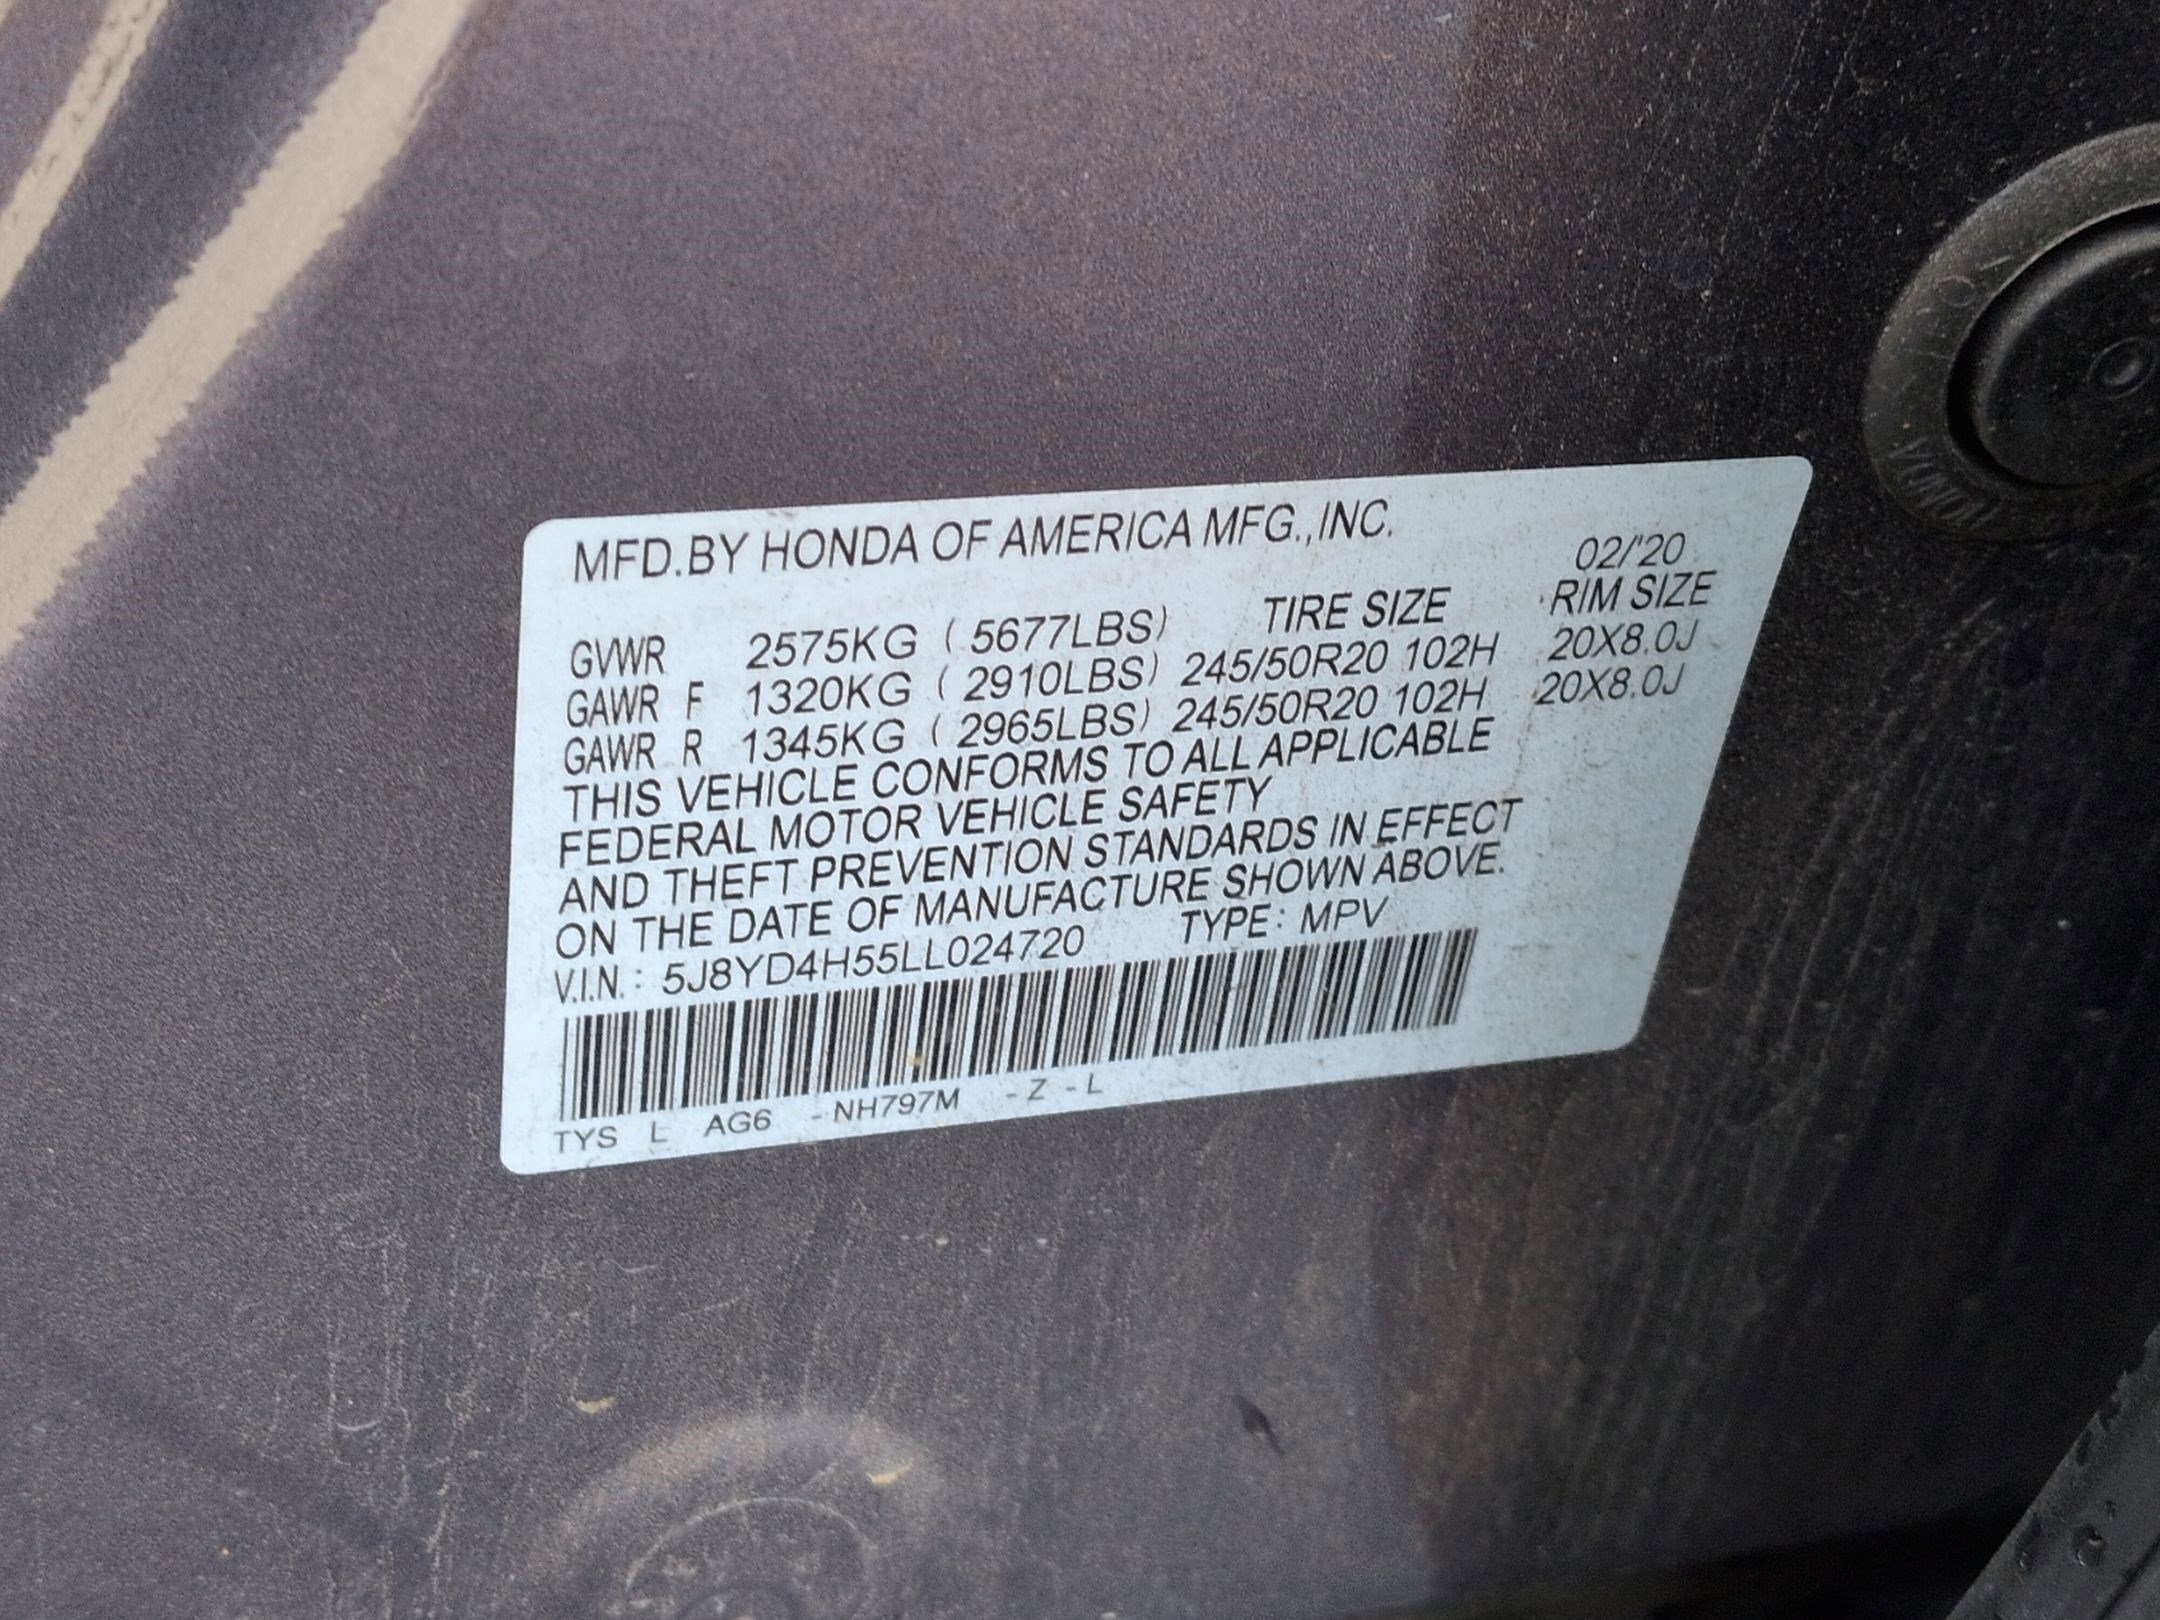 MFD.BY HONDA OF AMERICA MFG.,INC.
02/'20
GVWR 2575KG ( 5677LBS) TIRE SIZE RIM SIZE
GAWR F 1320KG ( 2910LBS) 245/50R20 102H 20X8.0J
GAWR R 1345KG ( 2965LBS) 245/50R20 102H 20X8.0J
THIS VEHICLE CONFORMS TO ALL APPLICABLE
FEDERAL MOTOR VEHICLE SAFETY
AND THEFT PREVENTION STANDARDS IN EFFECT
ON THE DATE OF MANUFACTURE SHOWN ABOVE.
V.I.N.: 5J8YD4H55LL024720 TYPE: MPV
TYS L AG6 -NH797M -Z -L
HONDA